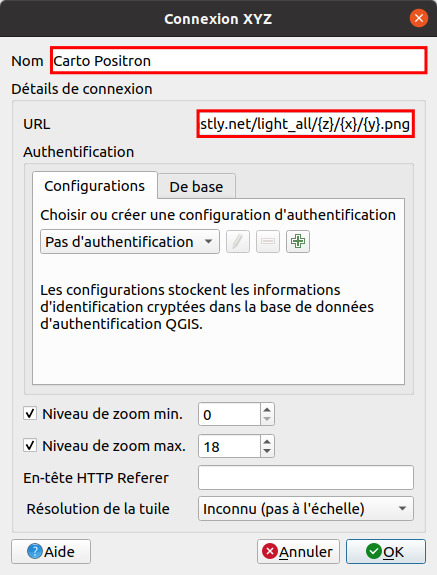 Connexion XYZ
Nom Carto Positron
Détails de connexion
URL stly.net/light_all/{z}/{x}/{y}.png
Authentification
Configurations De base
Choisir ou créer une configuration d'authentification
Pas d'authentification
Les configurations stockent les informations
d'identification cryptées dans la base de données
d'authentification QGIS.
Niveau de zoom min. 0
Niveau de zoom max. 18
En-tête HTTP Referer
Résolution de la tuile Inconnu (pas à l'échelle)
Aide Annuler OK